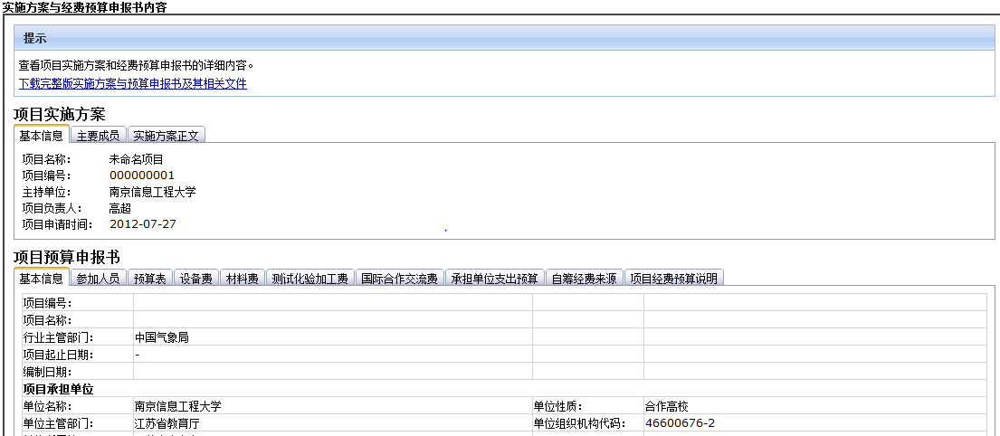 实施方案与经费预算申报书内容
提示
查看项目实施方案和经费预算申报书的详细内容。
下载完整版实施方案与预算申报书及其相关文件
项目实施方案
基本信息 主要成员 实施方案正文
项目名称： 未命名项目
项目编号： 000000001
主持单位： 南京信息工程大学
项目负责人： 高超
项目申请时间： 2012-07-27
项目预算申报书
基本信息 参加人员 预算表 设备费 材料费 测试化验加工费 国际合作交流费 承担单位支出预算 自筹经费来源 项目经费预算说明
项目编号：
项目名称：
行业主管部门： 中国气象局
项目起止日期： -
编制日期：
项目承担单位
单位名称： 南京信息工程大学 单位性质： 合作高校
单位主管部门： 江苏省教育厅 单位组织机构代码： 46600676-2